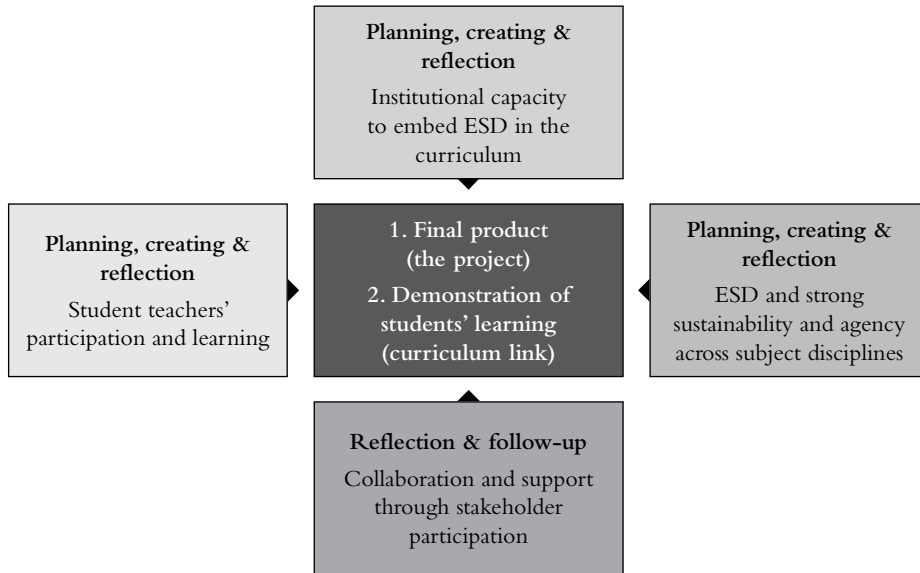 Planning, creating &
reflection
Institutional capacity
to embed ESD in the
curriculum
Planning, creating &
reflection
Student teachers’
participation and learning
1. Final product
(the project)
2. Demonstration of
students’ learning
(curriculum link)
Planning, creating &
reflection
ESD and strong
sustainability and agency
across subject disciplines
Reflection & follow-up
Collaboration and support
through stakeholder
participation